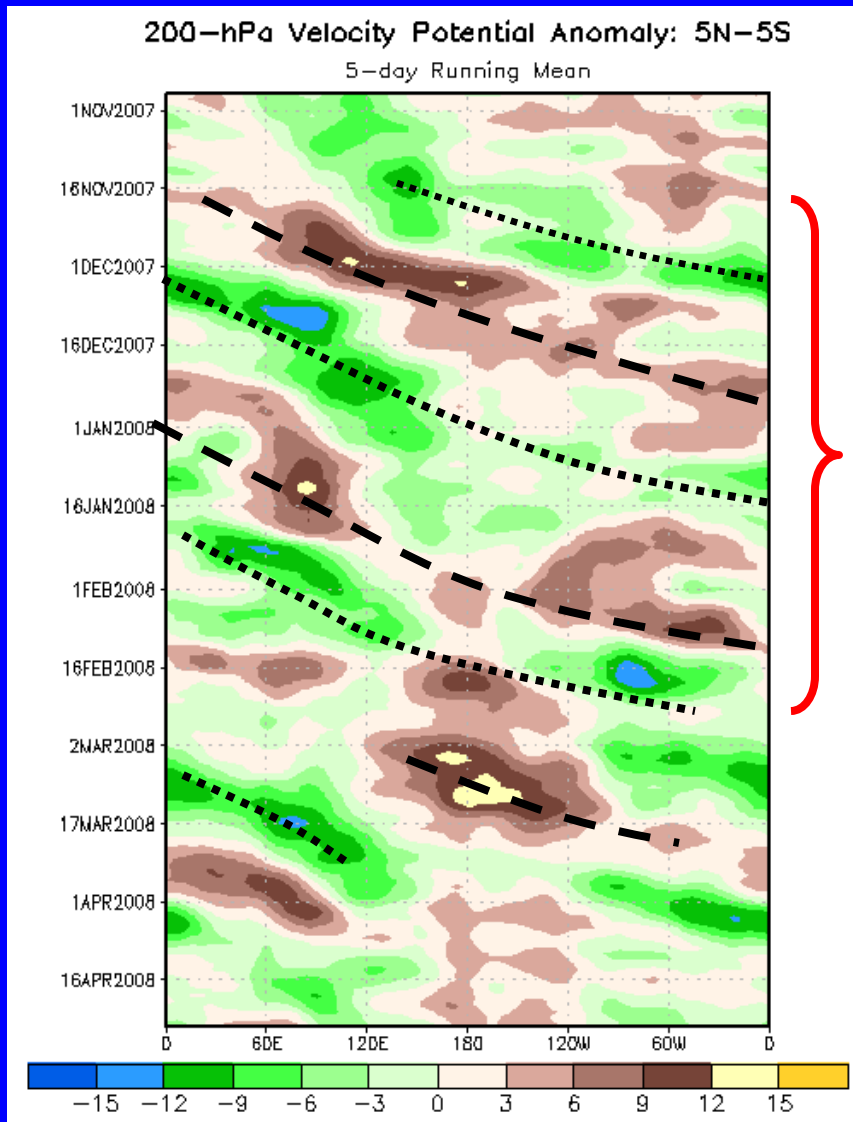 200-hPa Velocity Potential Anomaly: 5N-5S
5-day Running Mean
1NOV2007
16NOV2007
1DEC2007
16DEC2007
1JAN2008
16JAN2008
1FEB2008
16FEB2008
2MAR2008
17MAR2008
1APR2008
16APR2008
0 60E 120E 180 120W 60W 0
-15 -12 -9 -6 -3 0 3 6 9 12 15